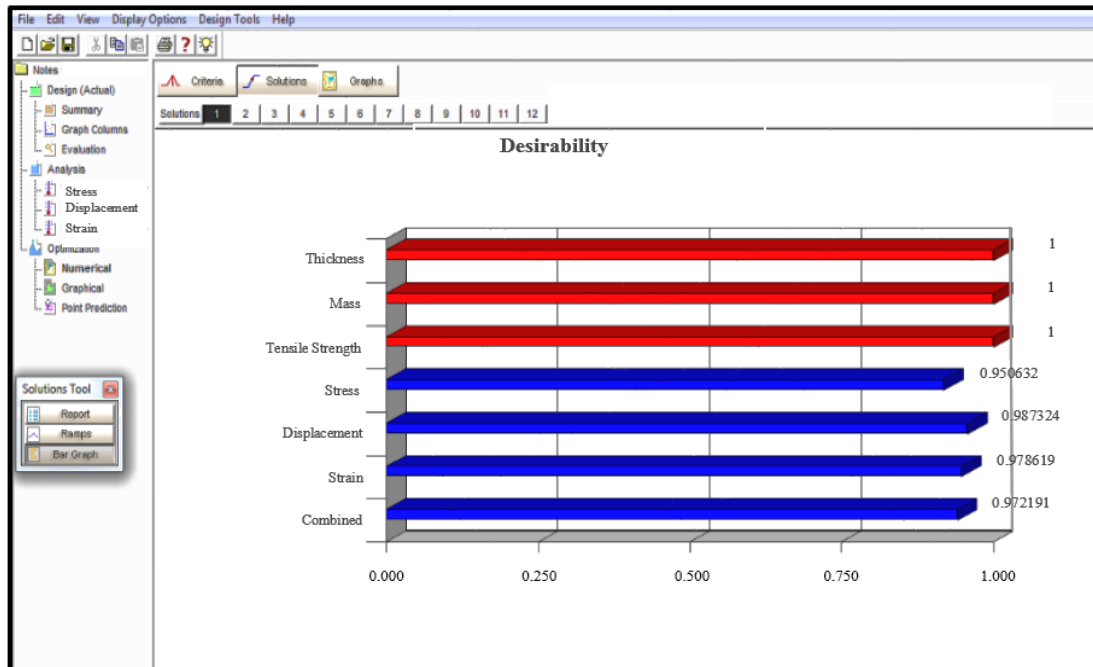 File Edit View Display Options Design Tools Help
Notes
Design (Actual)
Summary
Graph Columns
Evaluation
Analysis
Stress
Displacement
Strain
Optimization
Numerical
Graphical
Point Prediction
Solutions Tool
Report
Ramps
Bar Graph
Criteria Solutions Graphs
Solutions 1 2 3 4 5 6 7 8 9 10 11 12
Desirability
Thickness 1
Mass 1
Tensile Strength 1
Stress 0.950632
Displacement 0.987324
Strain 0.978619
Combined 0.972191
0.000 0.250 0.500 0.750 1.000